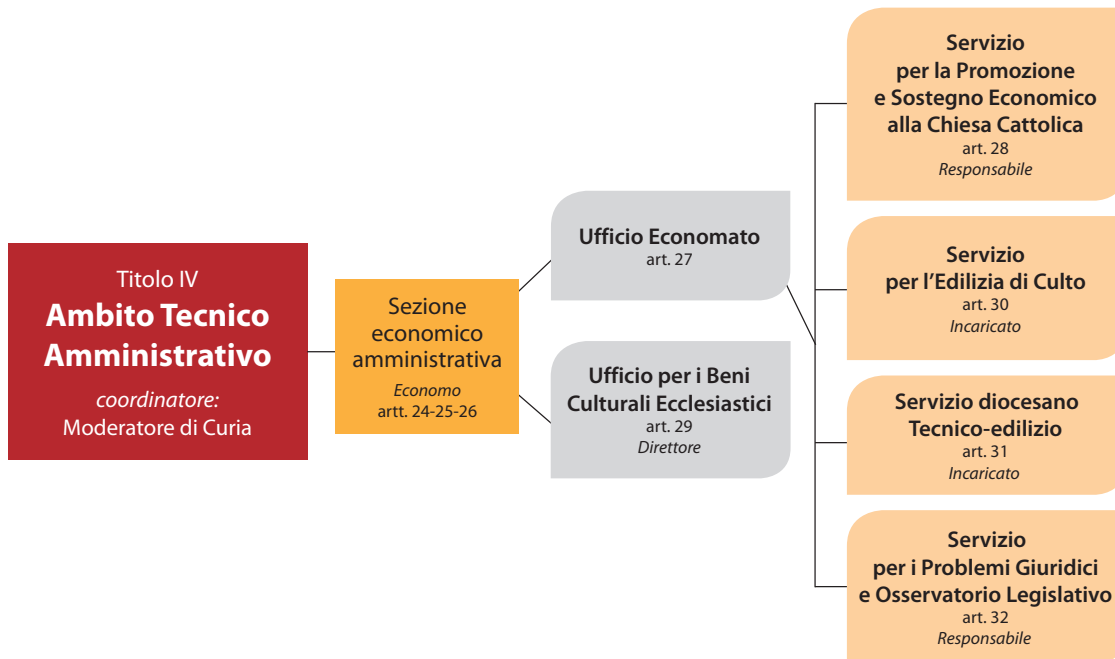 Titolo IV
Ambito Tecnico
Amministrativo
coordinatore:
Moderatore di Curia
Sezione
economico
amministrativa
Economo
artt. 24-25-26
Ufficio Economato
art. 27
Ufficio per i Beni
Culturali Ecclesiastici
art. 29
Direttore
Servizio
per la Promozione
e Sostegno Economico
alla Chiesa Cattolica
art. 28
Responsabile
Servizio
per l'Edilizia di Culto
art. 30
Incaricato
Servizio diocesano
Tecnico-edilizio
art. 31
Incaricato
Servizio
per i Problemi Giuridici
e Osservatorio Legislativo
art. 32
Responsabile